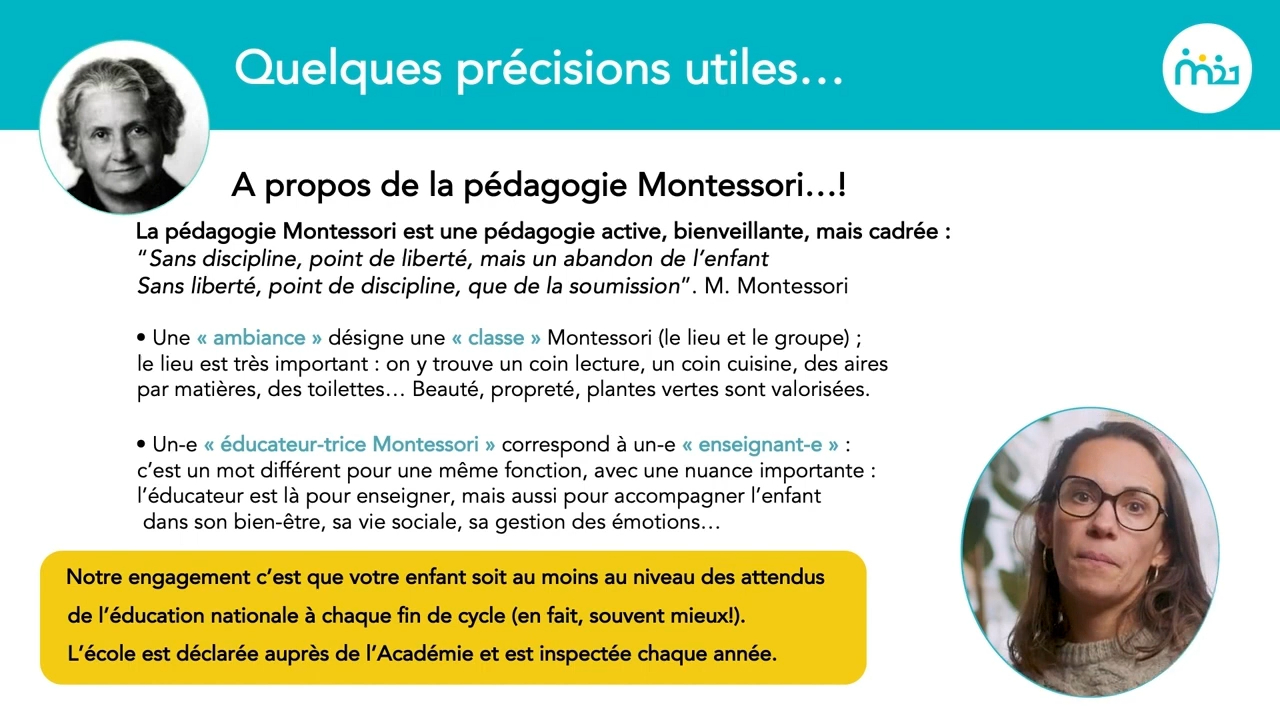 Quelques précisions utiles…
A propos de la pédagogie Montessori…!
La pédagogie Montessori est une pédagogie active, bienveillante, mais cadrée :
“Sans discipline, point de liberté, mais un abandon de l’enfant
Sans liberté, point de discipline, que de la soumission”. M. Montessori
• Une « ambiance » désigne une « classe » Montessori (le lieu et le groupe) ;
le lieu est très important : on y trouve un coin lecture, un coin cuisine, des aires
par matières, des toilettes… Beauté, propreté, plantes vertes sont valorisées.
• Un-e « éducateur-trice Montessori » correspond à un-e « enseignant-e » :
c’est un mot différent pour une même fonction, avec une nuance importante :
l’éducateur est là pour enseigner, mais aussi pour accompagner l’enfant
dans son bien-être, sa vie sociale, sa gestion des émotions…
Notre engagement c’est que votre enfant soit au moins au niveau des attendus
de l’éducation nationale à chaque fin de cycle (en fait, souvent mieux!).
L’école est déclarée auprès de l’Académie et est inspectée chaque année.